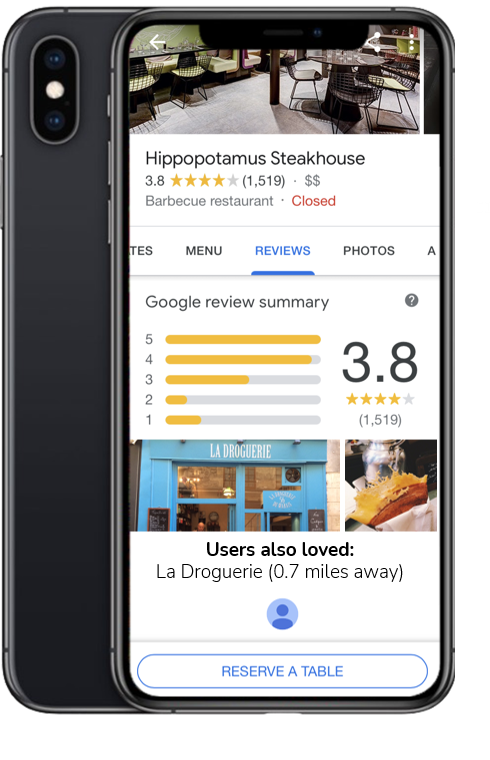 Hippopotamus Steakhouse
3.8 (1,519) · $$
Barbecue restaurant · Closed
TES MENU REVIEWS PHOTOS A
Google review summary ?
5
4
3
2
1
3.8
(1,519)
LA DROGUERIE
Users also loved:
La Droguerie (0.7 miles away)
RESERVE A TABLE